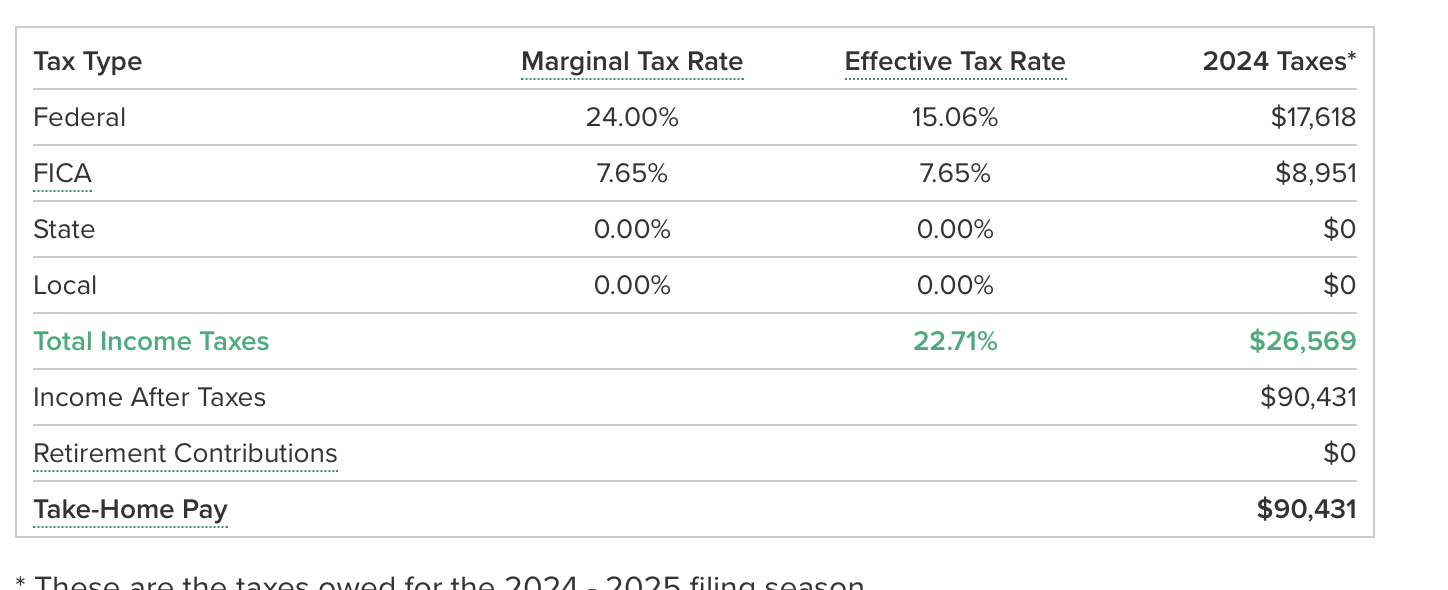 Tax Type Marginal Tax Rate Effective Tax Rate 2024 Taxes*
Federal 24.00% 15.06% $17,618
FICA 7.65% 7.65% $8,951
State 0.00% 0.00% $0
Local 0.00% 0.00% $0
Total Income Taxes 22.71% $26,569
Income After Taxes $90,431
Retirement Contributions $0
Take-Home Pay $90,431
* These are the taxes owed for the 2024 - 2025 filing season